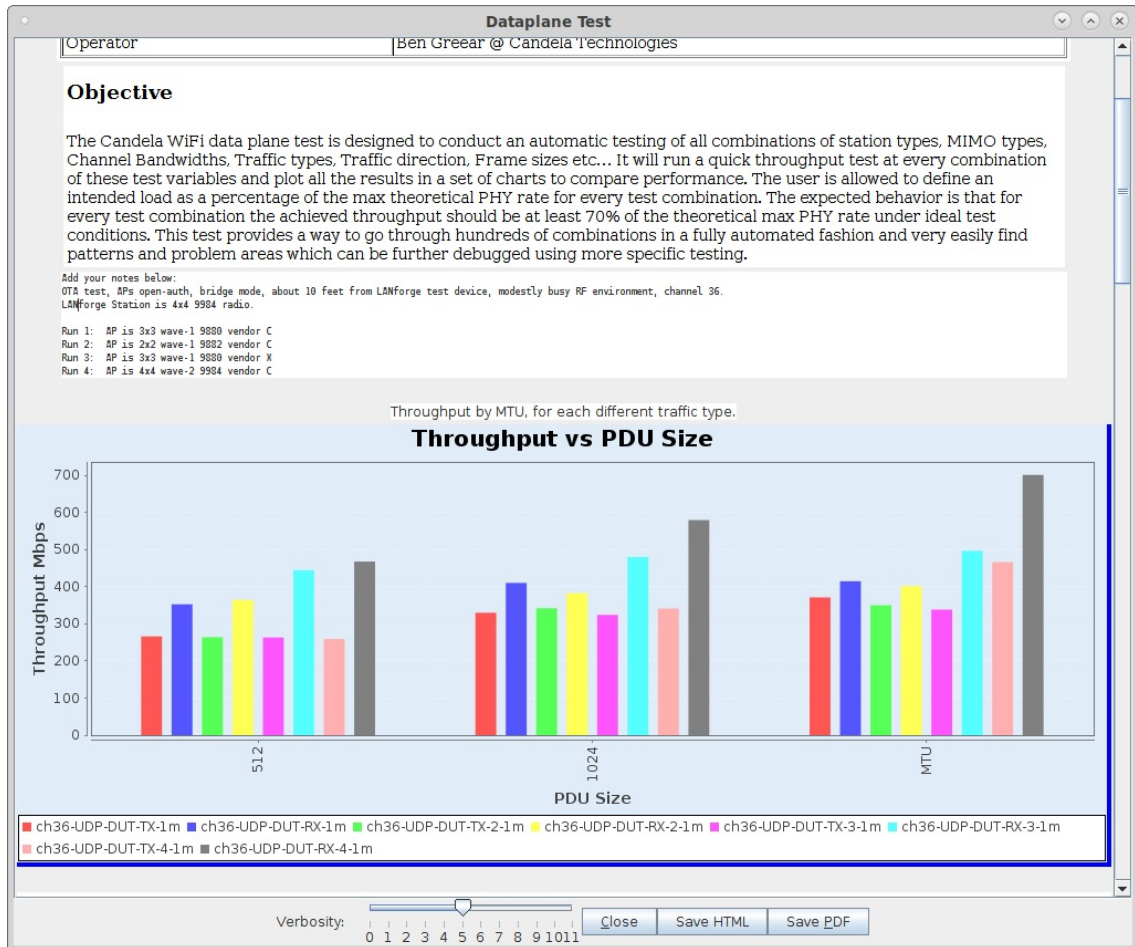 Dataplane Test
Operator Ben Greear @ Candela Technologies
Objective
The Candela WiFi data plane test is designed to conduct an automatic testing of all combinations of station types, MIMO types,
Channel Bandwidths, Traffic types, Traffic direction, Frame sizes etc... It will run a quick throughput test at every combination
of these test variables and plot all the results in a set of charts to compare performance. The user is allowed to define an
intended load as a percentage of the max theoretical PHY rate for every test combination. The expected behavior is that for
every test combination the achieved throughput should be at least 70% of the theoretical max PHY rate under ideal test
conditions. This test provides a way to go through hundreds of combinations in a fully automated fashion and very easily find
patterns and problem areas which can be further debugged using more specific testing.
Add your notes below:
OTA test, APs open-auth, bridge mode, about 10 feet from LANforge test device, modestly busy RF environment, channel 36.
LANforge Station is 4x4 9984 radio.
Run 1: AP is 3x3 wave-1 9880 vendor C
Run 2: AP is 2x2 wave-1 9882 vendor C
Run 3: AP is 3x3 wave-1 9880 vendor X
Run 4: AP is 4x4 wave-2 9984 vendor C
Throughput by MTU, for each different traffic type.
Throughput vs PDU Size
Throughput Mbps
700
600
500
400
300
200
100
0
512 1024 MTU
PDU Size
ch36-UDP-DUT-TX-1m ch36-UDP-DUT-RX-1m ch36-UDP-DUT-TX-2-1m ch36-UDP-DUT-RX-2-1m ch36-UDP-DUT-TX-3-1m ch36-UDP-DUT-RX-3-1m
ch36-UDP-DUT-TX-4-1m ch36-UDP-DUT-RX-4-1m
Verbosity: 0 1 2 3 4 5 6 7 8 9 10 11 Close Save HTML Save PDF